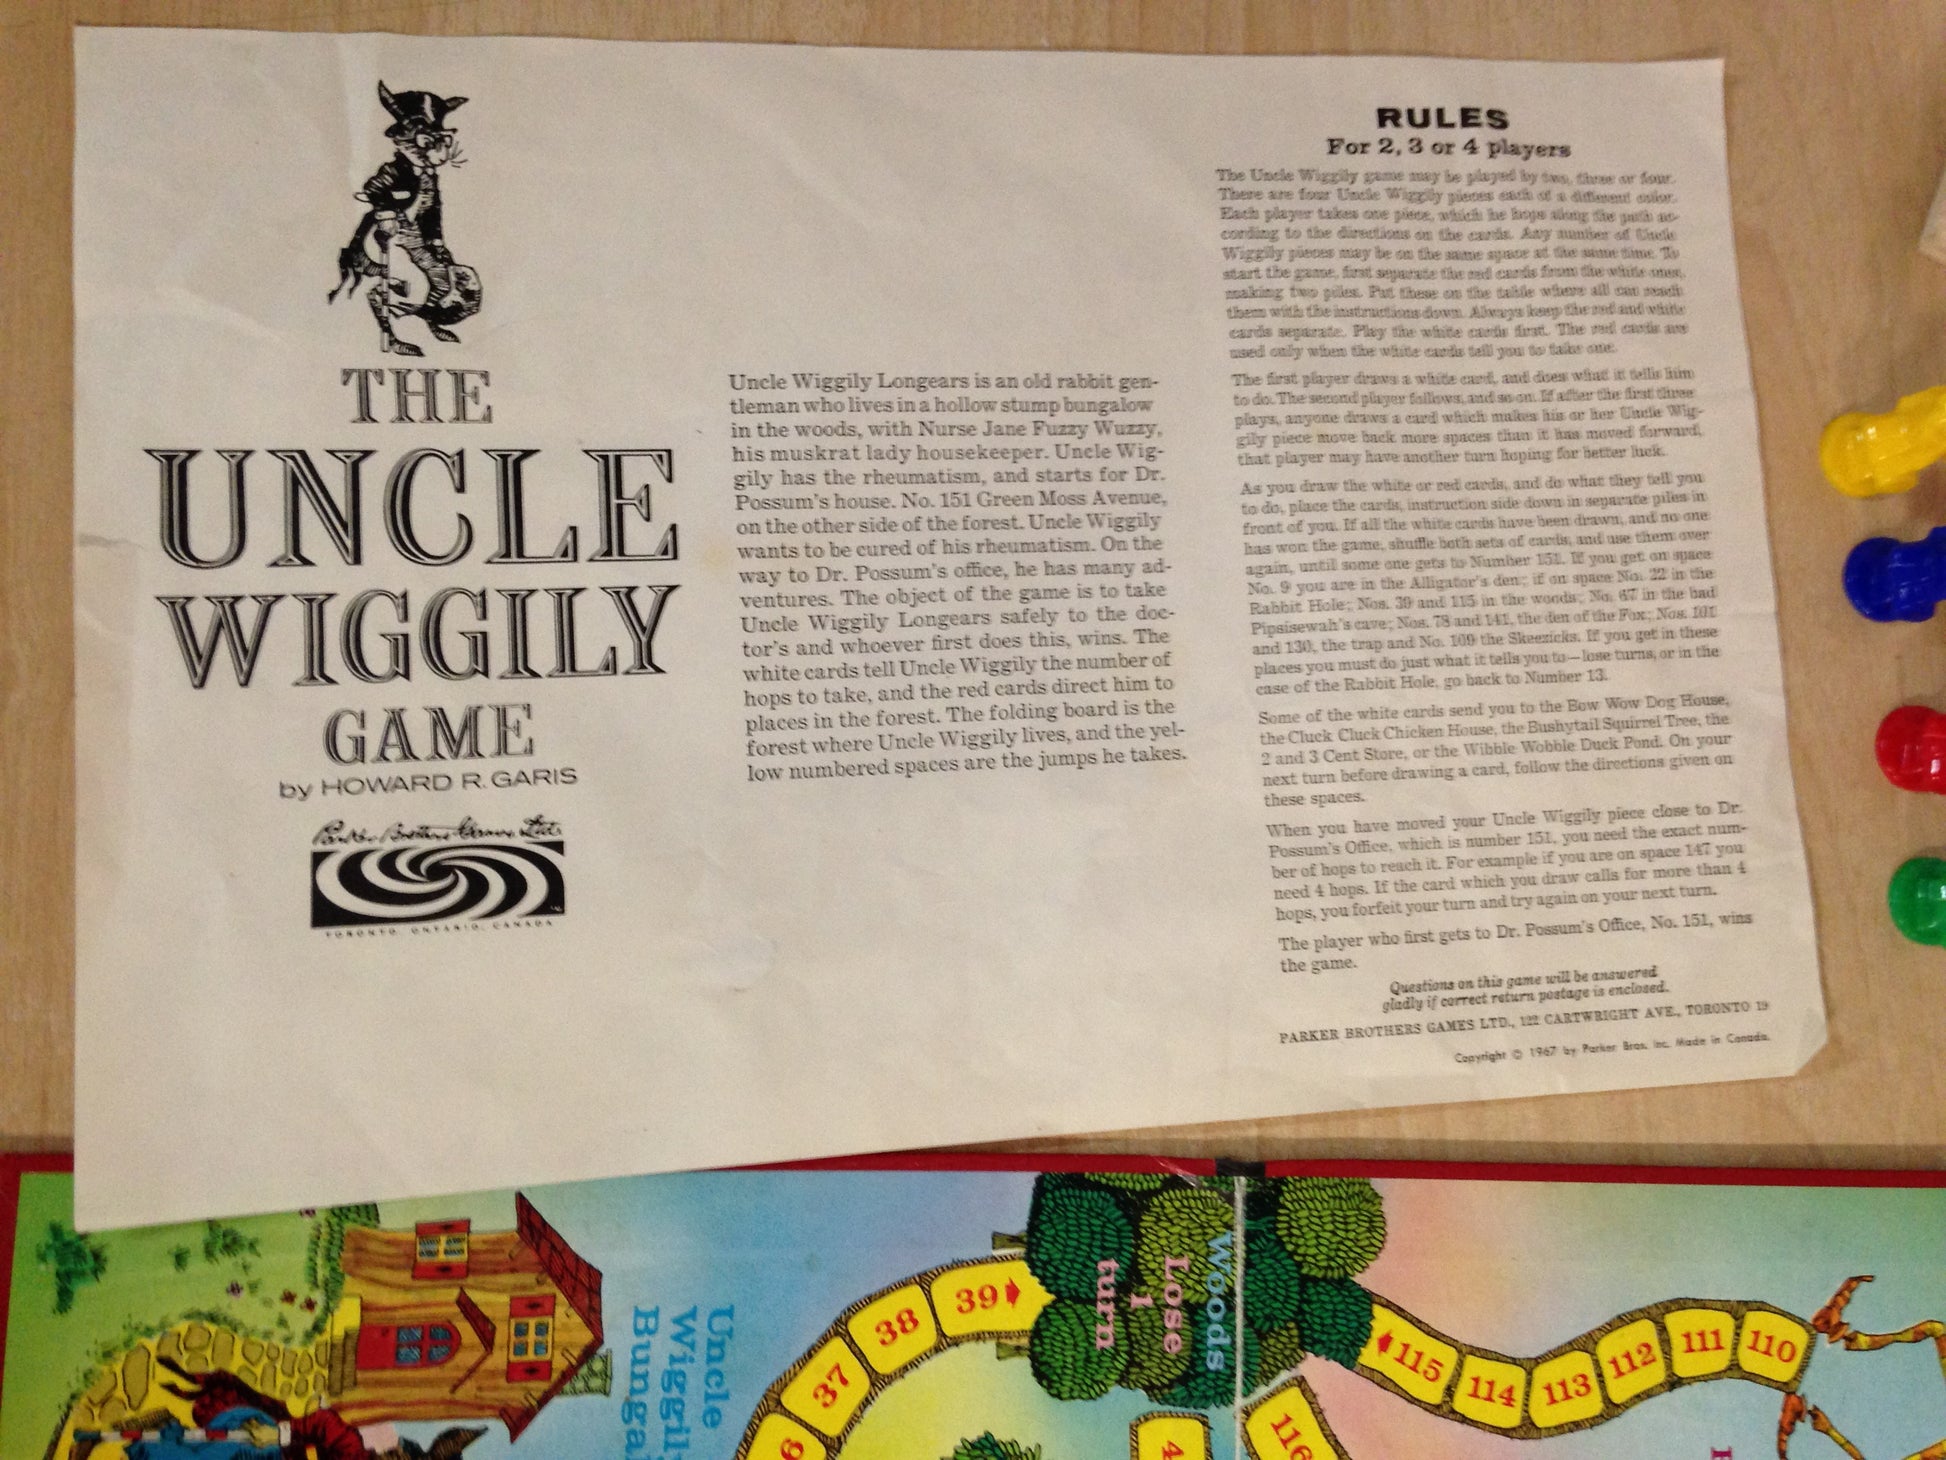 THE
UNCLE
WIGGILY
GAME
by HOWARD R. GARIS
Parker Brothers Games Ltd.
TORONTO, ONTARIO, CANADA
Uncle Wiggily Longears is an old rabbit gen-
tleman who lives in a hollow stump bungalow
in the woods, with Nurse Jane Fuzzy Wuzzy,
his muskrat lady housekeeper. Uncle Wig-
gily has the rheumatism, and starts for Dr.
Possum's house. No. 151 Green Moss Avenue,
on the other side of the forest. Uncle Wiggily
wants to be cured of his rheumatism. On the
way to Dr. Possum's office, he has many ad-
ventures. The object of the game is to take
Uncle Wiggily Longears safely to the doc-
tor's and whoever first does this, wins. The
white cards tell Uncle Wiggily the number of
hops to take, and the red cards direct him to
places in the forest. The folding board is the
forest where Uncle Wiggily lives, and the yel-
low numbered spaces are the jumps he takes.
RULES
For 2, 3 or 4 players
The Uncle Wiggily game may be played by two, three or four.
There are four Uncle Wiggily pieces each of a different color.
Each player takes one piece, which he hops along the path ac-
cording to the directions on the cards. Any number of Uncle
Wiggily pieces may be on the same space at the same time. To
start the game, first separate the red cards from the white ones,
making two piles. Put these on the table where all can reach
them with the instructions down. Always keep the red and white
cards separate. Play the white cards first. The red cards are
used only when the white cards tell you to take one.
The first player draws a white card, and does what it tells him
to do. The second player follows, and so on. If after the first three
plays, anyone draws a card which makes his or her Uncle Wig-
gily piece move back more spaces than it has moved forward,
that player may have another turn hoping for better luck.
As you draw the white or red cards, and do what they tell you
to do, place the cards, instruction side down in separate piles in
front of you. If all the white cards have been drawn, and no one
has won the game, shuffle both sets of cards, and use them over
again, until some one gets to Number 151. If you get on space
No. 9 you are in the Alligator's den; if on space No. 22 in the
Rabbit Hole; Nos. 39 and 115 in the woods; No. 67 in the bad
Pipsisewah's cave; Nos. 78 and 141, the den of the Fox; Nos. 101
and 130, the trap and No. 109 the Skeezicks. If you get in these
places you must do just what it tells you to—lose turns, or in the
case of the Rabbit Hole, go back to Number 13.
Some of the white cards send you to the Bow Wow Dog House,
the Cluck Cluck Chicken House, the Bushytail Squirrel Tree, the
2 and 3 Cent Store, or the Wibble Wobble Duck Pond. On your
next turn before drawing a card, follow the directions given on
these spaces.
When you have moved your Uncle Wiggily piece close to Dr.
Possum's Office, which is number 151, you need the exact num-
ber of hops to reach it. For example if you are on space 147 you
need 4 hops. If the card which you draw calls for more than 4
hops, you forfeit your turn and try again on your next turn.
The player who first gets to Dr. Possum's Office, No. 151, wins
the game.
Questions on this game will be answered
gladly if correct return postage is enclosed.
PARKER BROTHERS GAMES LTD., 122 CARTWRIGHT AVE., TORONTO 19
Copyright © 1967 by Parker Bros. Inc. Made in Canada.
Uncle
Wiggil
Bunga
37
38
39
Woods
Lose
1
turn
115
114
113
112
111
110
116
4
6